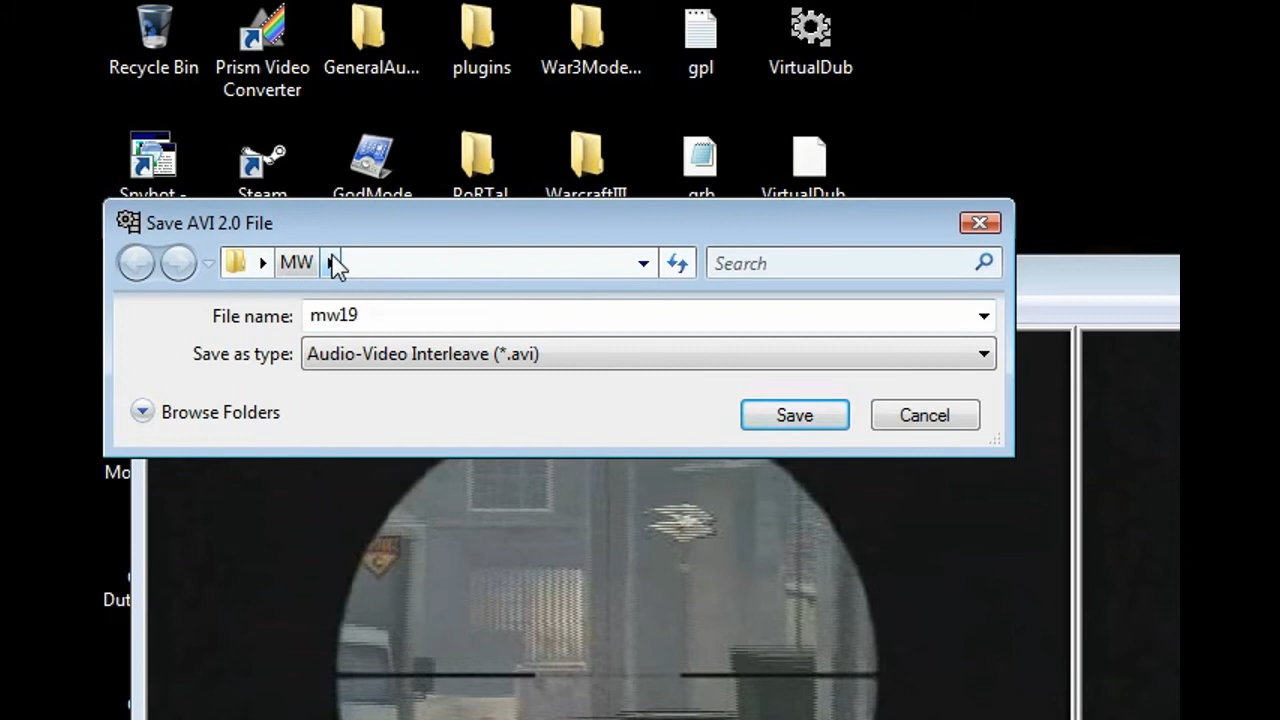 Recycle Bin
Prism Video
Converter
GeneralAu...
plugins
War3Mode...
gpl
VirtualDub
Spybot -
Steam
GodMode
PoRTal
WarcraftIII
grb
VirtualDub
Save AVI 2.0 File
MW
Search
File name:
mw19
Save as type:
Audio-Video Interleave (*.avi)
Browse Folders
Save
Cancel
Mo
Dut